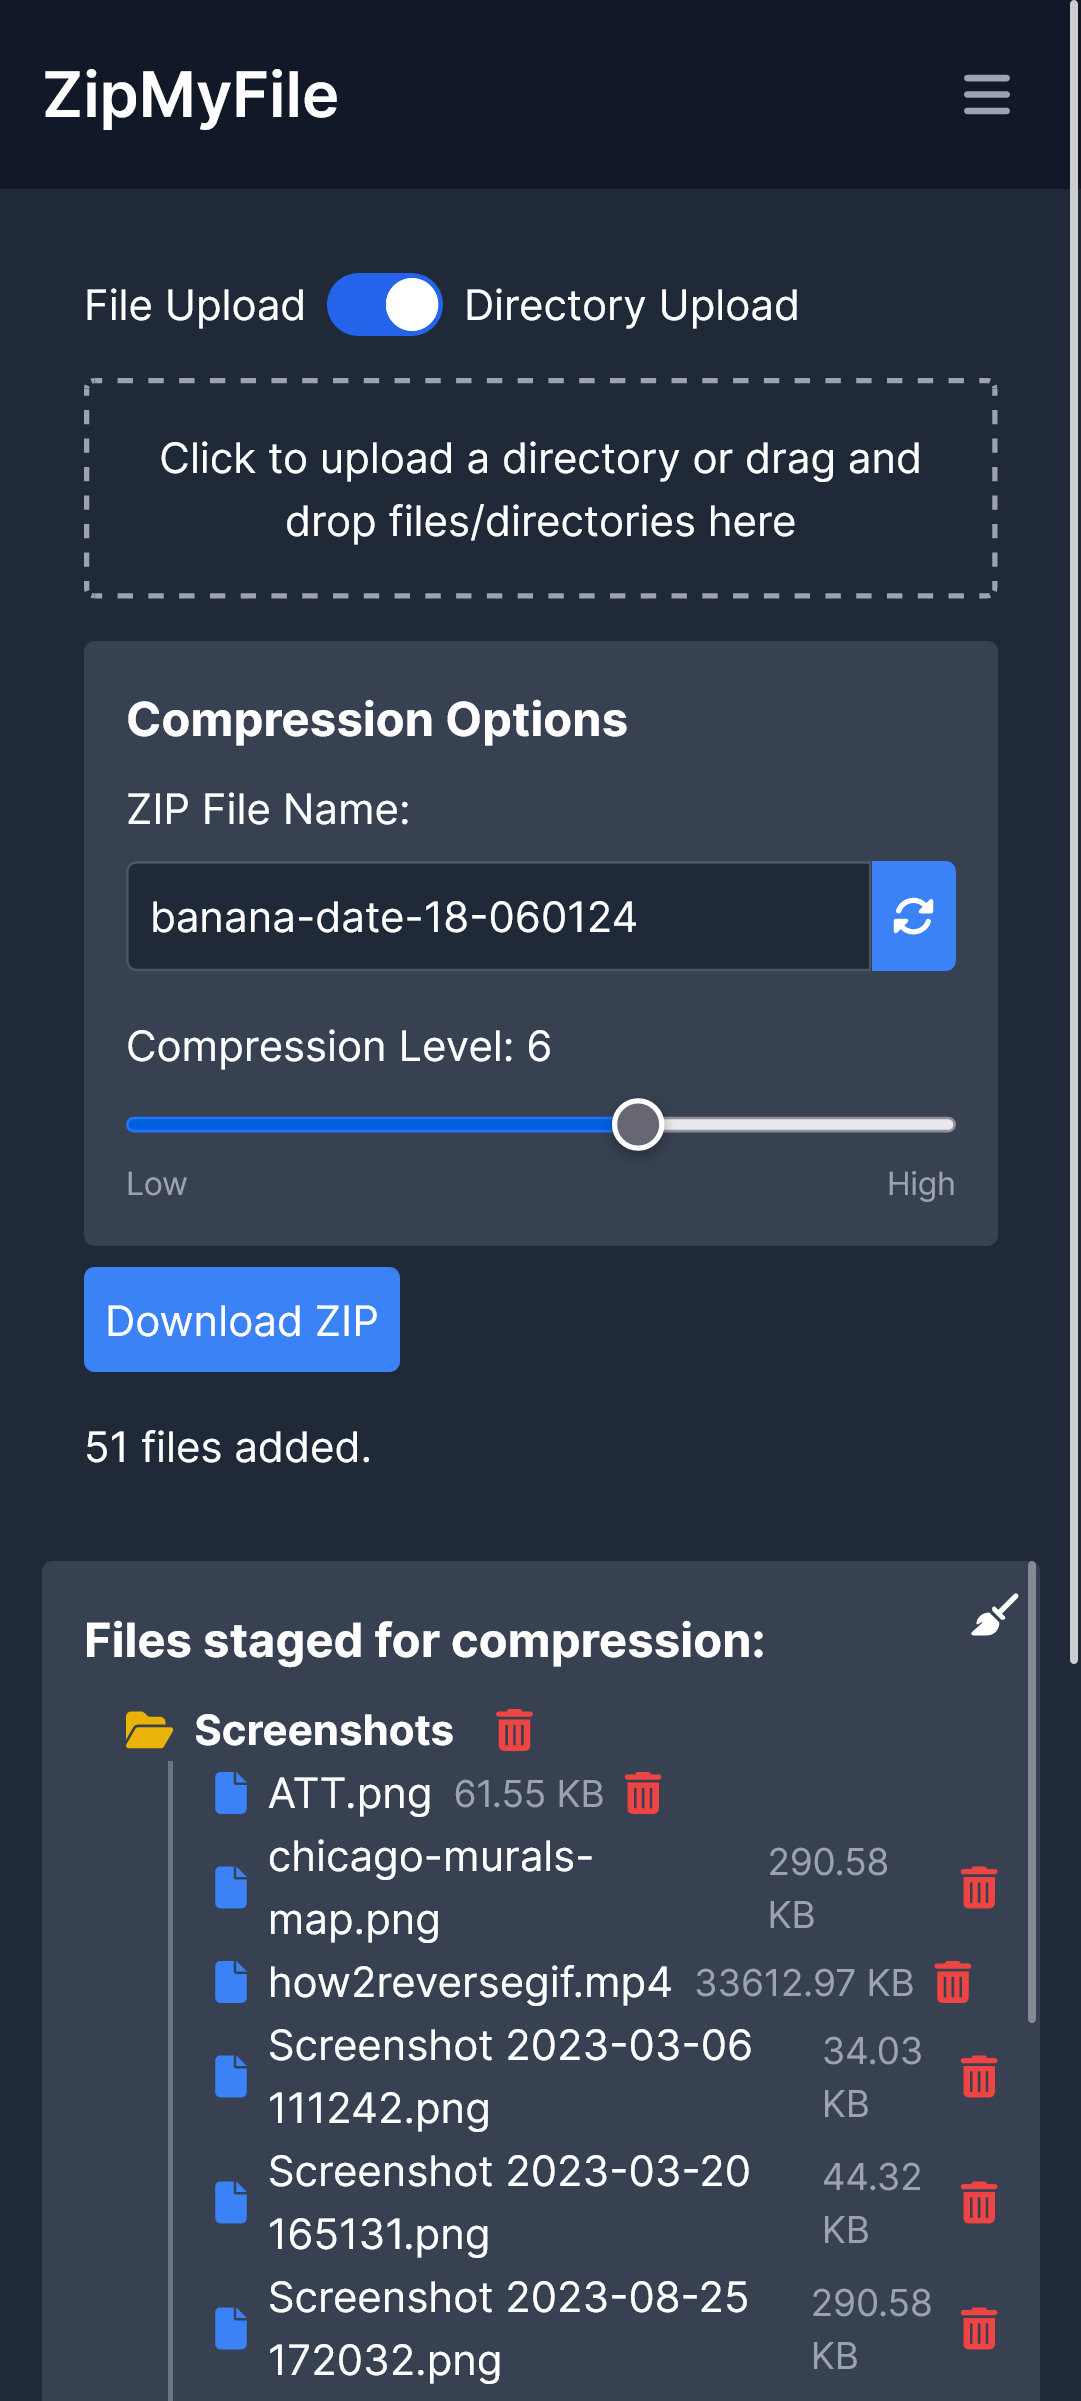 ZipMyFile
File Upload Directory Upload
Click to upload a directory or drag and
drop files/directories here
Compression Options
ZIP File Name:
banana-date-18-060124
Compression Level: 6
Low High
Download ZIP
51 files added.
Files staged for compression:
Screenshots
ATT.png 61.55 KB
chicago-murals-
map.png
290.58
KB
how2reversegif.mp4 33612.97 KB
Screenshot 2023-03-06
111242.png
34.03
KB
Screenshot 2023-03-20
165131.png
44.32
KB
Screenshot 2023-08-25
172032.png
290.58
KB